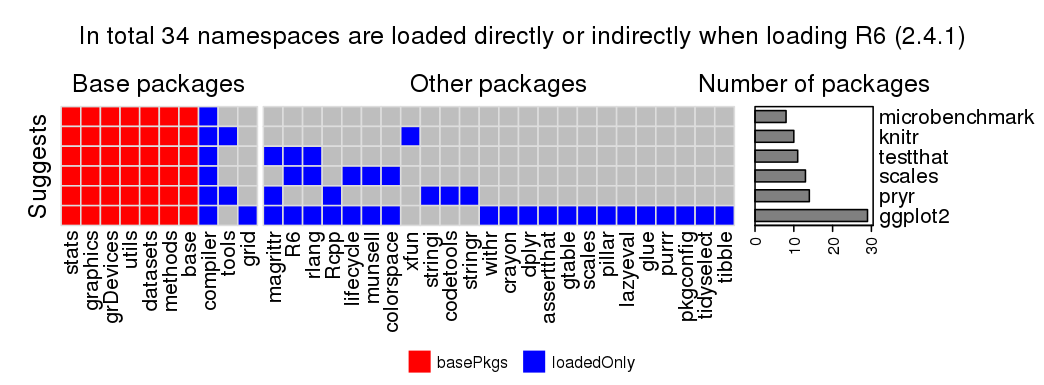 In total 34 namespaces are loaded directly or indirectly when loading R6 (2.4.1)
Base packages
Other packages
Number of packages
Suggests
microbenchmark
knitr
testthat
scales
pryr
ggplot2
0
10
20
30
stats
graphics
grDevices
utils
datasets
methods
base
compiler
tools
grid
magrittr
R6
rlang
Rcpp
lifecycle
munsell
colorspace
xfun
stringi
codetools
stringr
withr
crayon
dplyr
assertthat
gtable
scales
pillar
lazyeval
glue
purrr
pkgconfig
tidyselect
tibble
basePkgs
loadedOnly